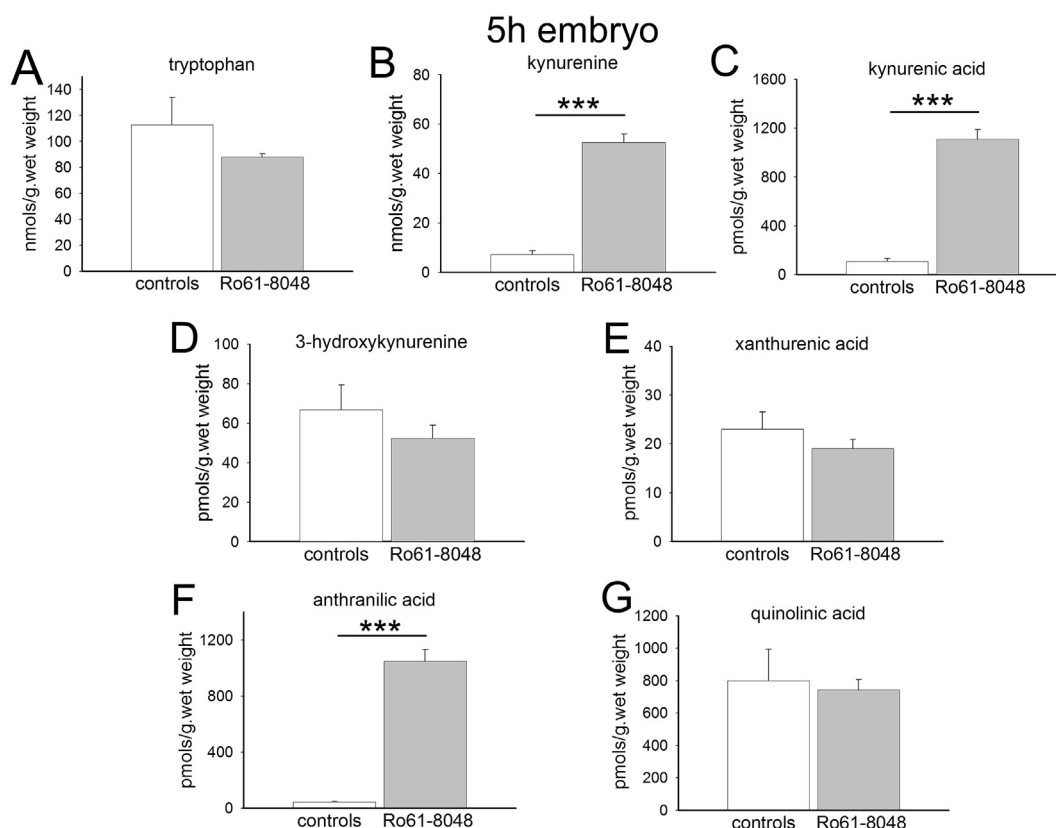 5h embryo
A
tryptophan
nmols/g.wet weight
140
120
100
80
60
40
20
0
controls Ro61-8048
B
kynurenine
nmols/g.wet weight
80
60
40
20
0
***
controls Ro61-8048
C
kynurenic acid
pmols/g.wet weight
1600
1200
800
400
0
***
controls Ro61-8048
D
3-hydroxykynurenine
pmols/g.wet weight
100
80
60
40
20
0
controls Ro61-8048
E
xanthurenic acid
pmols/g.wet weight
40
30
20
10
0
controls Ro61-8048
F
anthranilic acid
pmols/g.wet weight
1200
800
400
0
***
controls Ro61-8048
G
quinolinic acid
pmols/g.wet weight
1200
1000
800
600
400
200
0
controls Ro61-8048